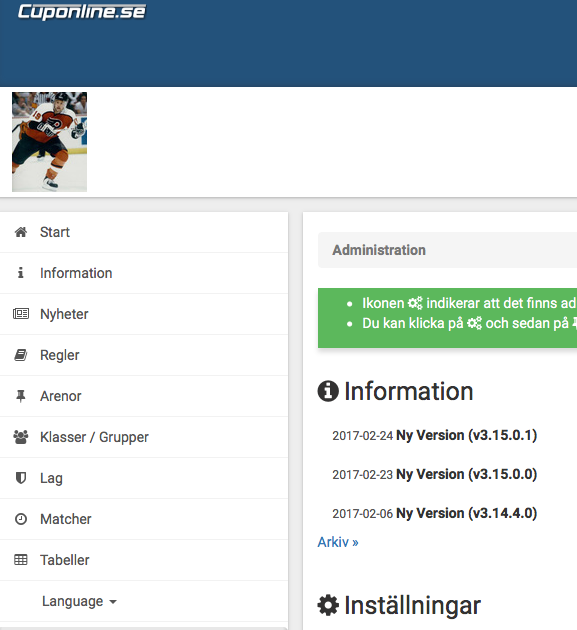 Cuponline.se
Start
Information
Nyheter
Regler
Arenor
Klasser / Grupper
Lag
Matcher
Tabeller
Language
Administration
Ikonen indikerar att det finns ad
Du kan klicka på och sedan på
Information
2017-02-24 Ny Version (v3.15.0.1)
2017-02-23 Ny Version (v3.15.0.0)
2017-02-06 Ny Version (v3.14.4.0)
Arkiv »
Inställningar